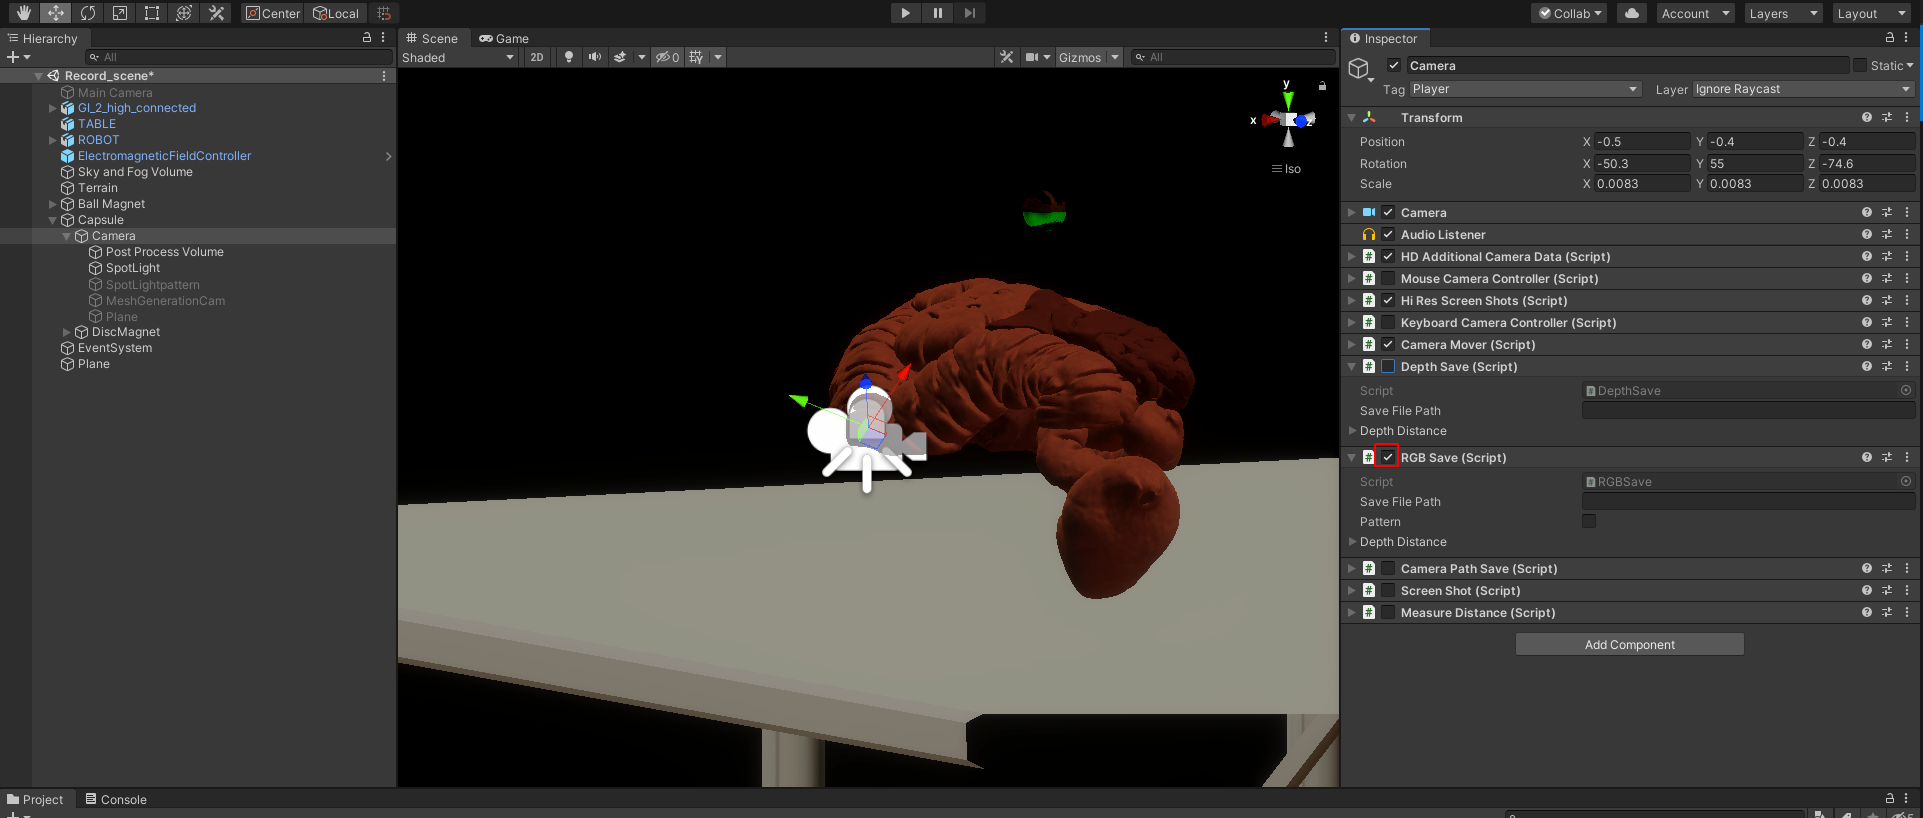 Center
Local
Collab
Account
Layers
Layout
Hierarchy
All
Record_scene*
Main Camera
GI_2_high_connected
TABLE
ROBOT
ElectromagneticFieldController
Sky and Fog Volume
Terrain
Ball Magnet
Capsule
Camera
Post Process Volume
SpotLight
SpotLightpattern
MeshGenerationCam
Plane
DiscMagnet
EventSystem
Plane
Scene
Game
Shaded
2D
0
Gizmos
All
y
x
z
Iso
Inspector
Camera
Static
Tag Player
Layer Ignore Raycast
Transform
Position X -0.5 Y -0.4 Z -0.4
Rotation X -50.3 Y 55 Z -74.6
Scale X 0.0083 Y 0.0083 Z 0.0083
Camera
Audio Listener
# HD Additional Camera Data (Script)
# Mouse Camera Controller (Script)
# Hi Res Screen Shots (Script)
# Keyboard Camera Controller (Script)
# Camera Mover (Script)
# Depth Save (Script)
Script # DepthSave
Save File Path
Depth Distance
# RGB Save (Script)
Script # RGBSave
Save File Path
Pattern
Depth Distance
# Camera Path Save (Script)
# Screen Shot (Script)
# Measure Distance (Script)
Add Component
Project
Console